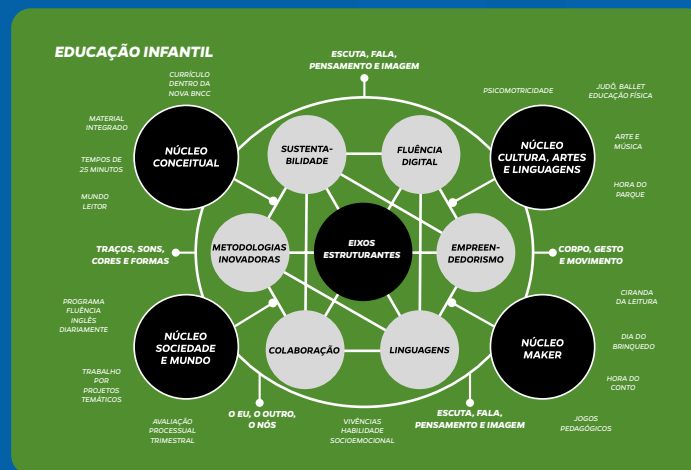 EDUCAÇÃO INFANTIL
ESCUTA, FALA,
PENSAMENTO E IMAGEM
CURRÍCULO
DENTRO DA
NOVA BNCC
MATERIAL
INTEGRADO
TEMPOS DE
25 MINUTOS
MUNDO
LEITOR
NÚCLEO
CONCEITUAL
SUSTENTA-
BILIDADE
FLUÊNCIA
DIGITAL
PSICOMOTRICIDADE
JUDÔ, BALLET
EDUCAÇÃO FÍSICA
NÚCLEO
CULTURA, ARTES
E LINGUAGENS
ARTE E
MÚSICA
HORA DO
PARQUE
TRAÇOS, SONS,
CORES E FORMAS
METODOLOGIAS
INOVADORAS
EIXOS
ESTRUTURANTES
EMPREEN-
DEDORISMO
CORPO, GESTO
E MOVIMENTO
PROGRAMA
FLUÊNCIA
INGLÊS
DIARIAMENTE
NÚCLEO
SOCIEDADE
E MUNDO
TRABALHO
POR
PROJETOS
TEMÁTICOS
AVALIAÇÃO
PROCESSUAL
TRIMESTRAL
COLABORAÇÃO
LINGUAGENS
NÚCLEO
MAKER
CIRANDA
DA LEITURA
DIA DO
BRINQUEDO
HORA DO
CONTO
JOGOS
PEDAGÓGICOS
O EU, O OUTRO,
O NÓS
VIVÊNCIAS
HABILIDADE
SOCIOEMOCIONAL
ESCUTA, FALA,
PENSAMENTO E IMAGEM